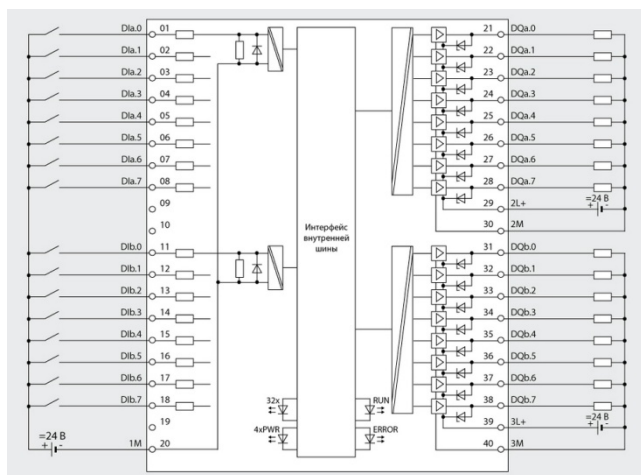 DIa.0 01 21 DQa.0
DIa.1 02 22 DQa.1
DIa.2 03 23 DQa.2
DIa.3 04 24 DQa.3
DIa.4 05 25 DQa.4
DIa.5 06 26 DQa.5
DIa.6 07 27 DQa.6
DIa.7 08 28 DQa.7
=24 В
09 29 2L+ + -
10 30 2M
Интерфейс
внутренней
шины
DIb.0 11 31 DQb.0
DIb.1 12 32 DQb.1
DIb.2 13 33 DQb.2
DIb.3 14 34 DQb.3
DIb.4 15 35 DQb.4
DIb.5 16 36 DQb.5
DIb.6 17 37 DQb.6
DIb.7 18 32x RUN 38 DQb.7
=24 В
19 39 3L+ + -
=24 В
+ - 1M 20 4xPWR ERROR 40 3M